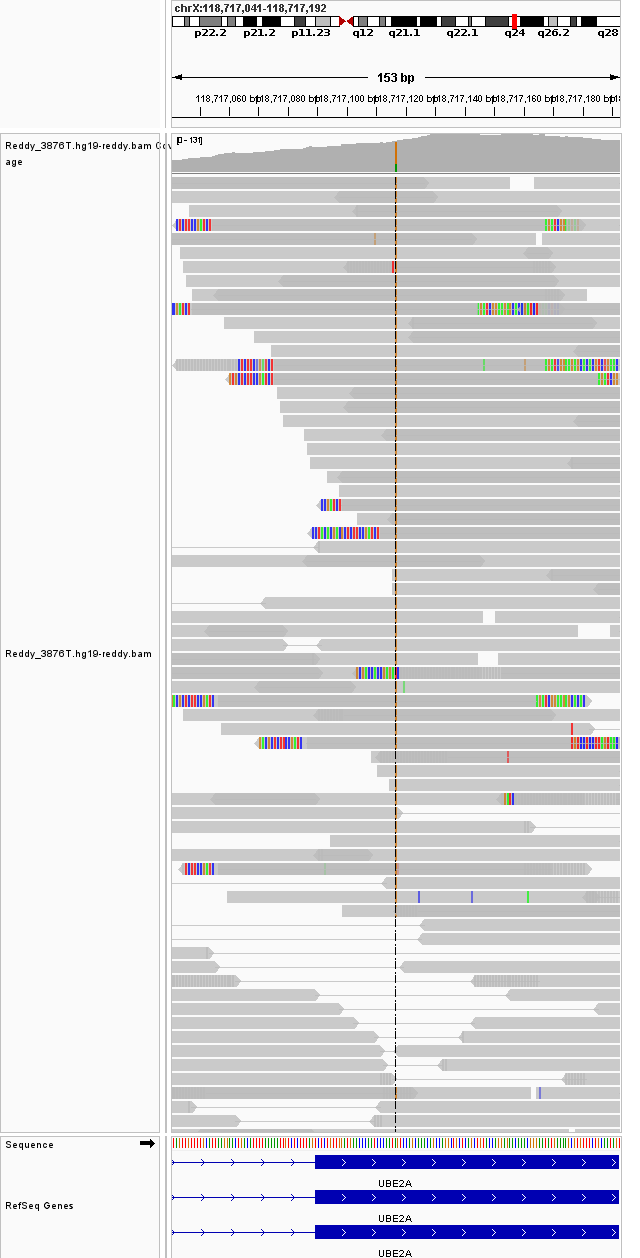 chrX:118,717,041-118,717,192
p22.2 p21.2 p11.23 q12 q21.1 q22.1 q24 q26.2 q28
153 bp
118,717,060 bp 118,717,080 bp 118,717,100 bp 118,717,120 bp 118,717,140 bp 118,717,160 bp 118,717,180 bp
[0 - 131]
Reddy_3876T.hg19-reddy.bam Cov
age
Reddy_3876T.hg19-reddy.bam
Sequence
UBE2A
RefSeq Genes
UBE2A
UBE2A